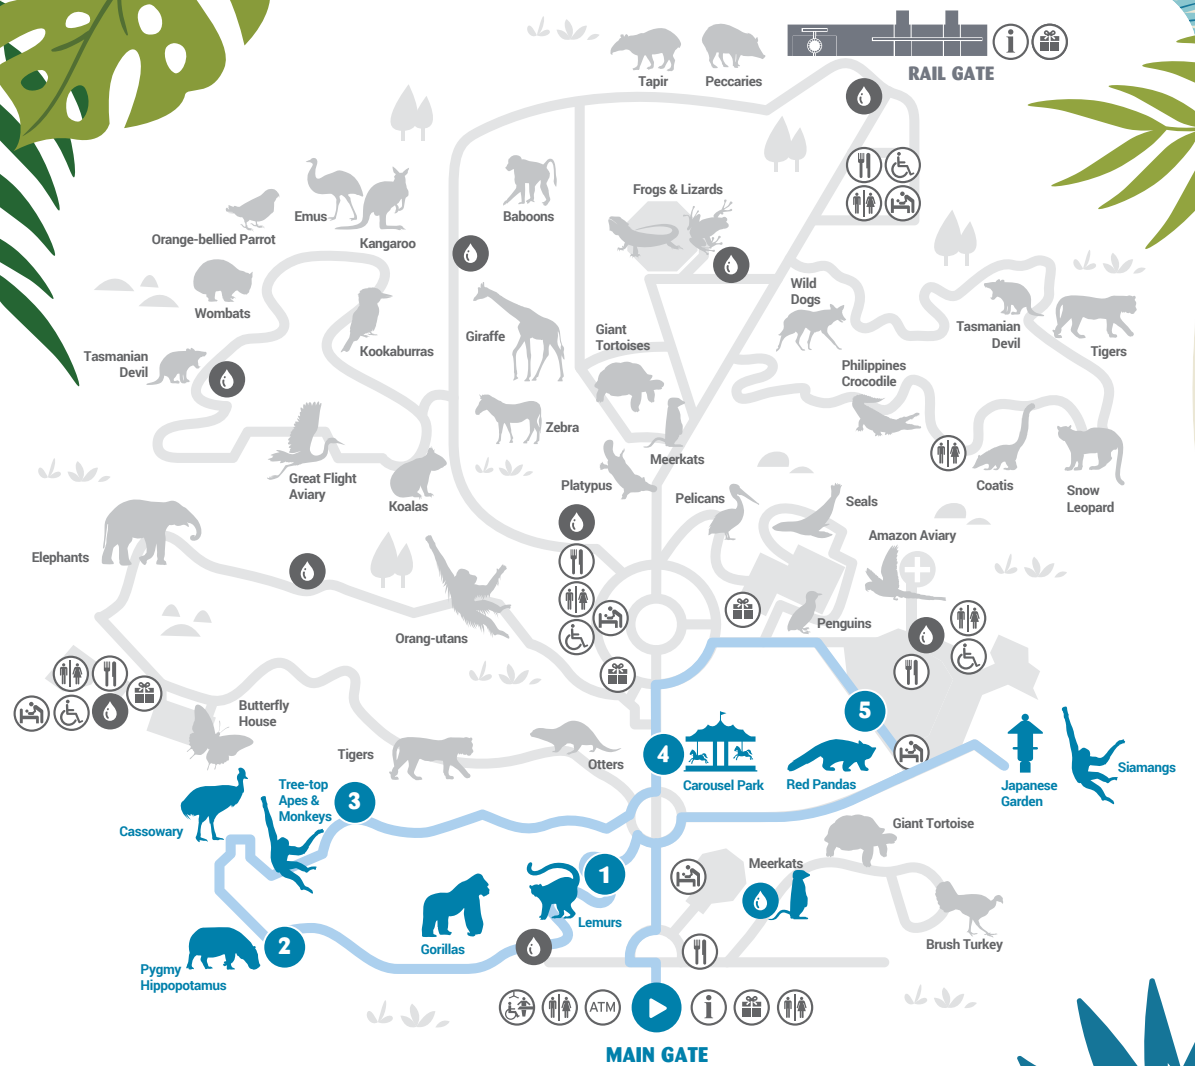 Tapir
Peccaries
RAIL GATE
Frogs & Lizards
Baboons
Emus
Orange-bellied Parrot
Kangaroo
Wombats
Wild
Dogs
Tasmanian
Devil
Tigers
Giraffe
Giant
Tortoises
Kookaburras
Tasmanian
Devil
Philippines
Crocodile
Zebra
Meerkats
Great Flight
Aviary
Koalas
Platypus
Pelicans
Seals
Coatis
Snow
Leopard
Amazon Aviary
Elephants
Orang-utans
Penguins
Butterfly
House
Tigers
Otters
5
4
Carousel Park
Red Pandas
Japanese
Garden
Siamangs
Tree-top
Apes &
Monkeys
3
Cassowary
Giant Tortoise
Meerkats
1
Lemurs
Gorillas
Brush Turkey
2
Pygmy
Hippopotamus
ATM
MAIN GATE